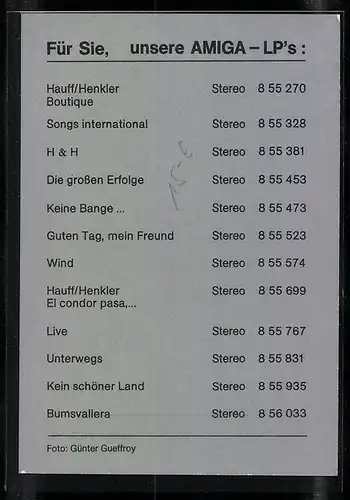 Für Sie, unsere AMIGA – LP's :
Hauff/Henkler Stereo 8 55 270
Boutique
Songs international Stereo 8 55 328
H & H Stereo 8 55 381
Die großen Erfolge Stereo 8 55 453
Keine Bange ... Stereo 8 55 473
Guten Tag, mein Freund Stereo 8 55 523
Wind Stereo 8 55 574
Hauff/Henkler Stereo 8 55 699
El condor pasa,...
Live Stereo 8 55 767
Unterwegs Stereo 8 55 831
Kein schöner Land Stereo 8 55 935
Bumsvallera Stereo 8 56 033
Foto: Günter Gueffroy